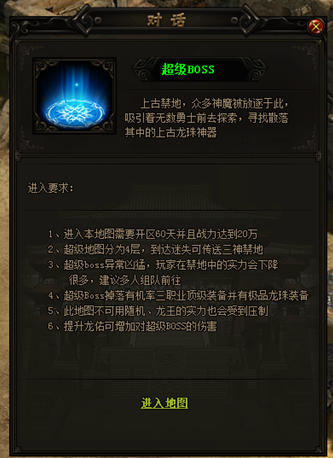 对话
超级BOSS
上古禁地，众多神魔被放逐于此，
吸引着无数勇士前去探索，寻找散落
其中的上古龙珠神器
进入要求：
1、进入本地图需要开区60天并且战力达到20万
2、超级地图分为4层，到达迷失可传送三神禁地
3、超级boss异常凶猛，玩家在禁地中的实力会下降
很多，建议多人组队前往
4、超级Boss掉落有机率三职业顶级装备并有极品龙珠装备
5、此地图不可用随机、龙王的实力也会受到压制
6、提升龙佑可增加对超级BOSS的伤害
进入地图